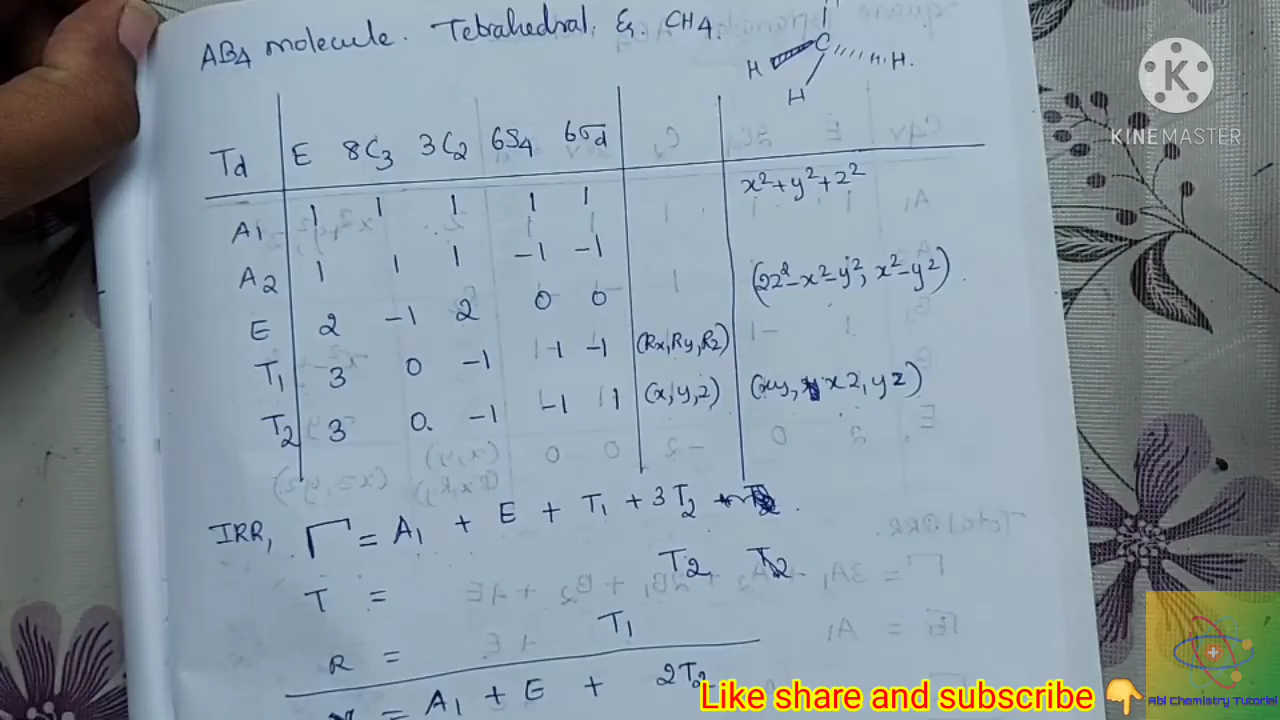 AB4 molecule. Tetrahedral. Eg. CH4.
H
C
H
H
H.
KINEMASTER
Td E 8C3 3C2 6S4 6σd
A1 1 1 1 1 1 x²+y²+z²
A2 1 1 1 -1 -1
E 2 -1 2 0 0 (2z²-x²-y², x²-y²)
T1 3 0 -1 1 -1 (Rx,Ry,Rz)
T2 3 0. -1 -1 1 (x,y,z) (xy, xz, yz)
IRR, Γ = A1 + E + T1 + 3T2
T = T2 T2
R = T1
= A1 + E + 2T2
Like share and subscribe 👇
Abi Chemistry Tutorial